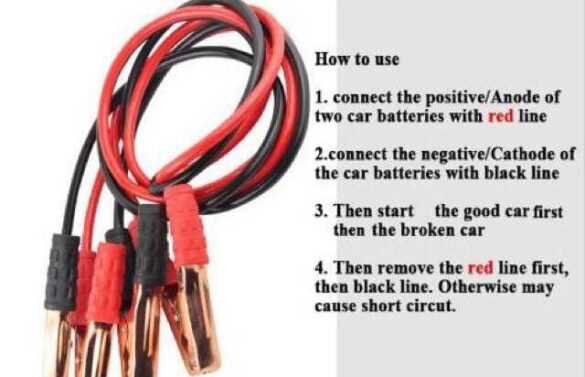 How to use
1. connect the positive/Anode of
two car batteries with red line
2.connect the negative/Cathode of
the car batteries with black line
3. Then start the good car first
then the broken car
4. Then remove the red line first,
then black line. Otherwise may
cause short circut.